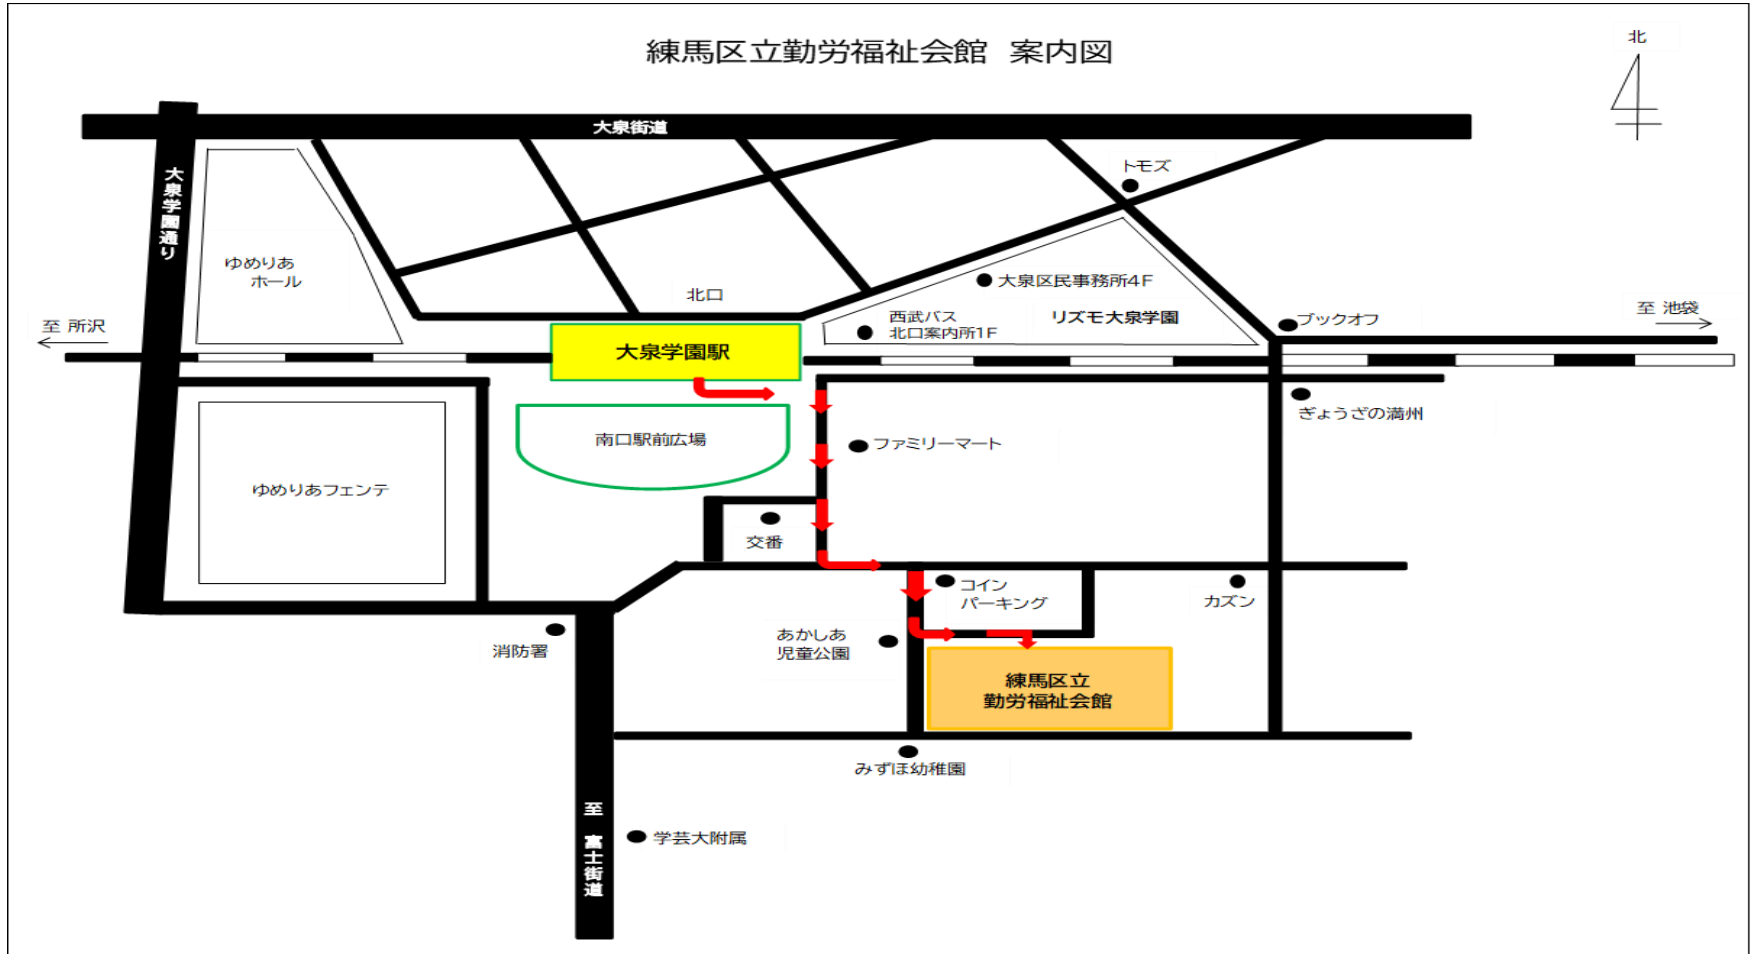 練馬区立勤労福祉会館 案内図
北
大泉街道
大泉学園通り
トモズ
ゆめりあ
ホール
大泉区民事務所4F
北口
西武バス
北口案内所1F
リズモ大泉学園
ブックオフ
至 池袋
至 所沢
大泉学園駅
ぎょうざの満州
南口駅前広場
ファミリーマート
ゆめりあフェンテ
交番
コイン
パーキング
カズン
あかしあ
児童公園
消防署
練馬区立
勤労福祉会館
みずほ幼稚園
至 富士街道
学芸大附属